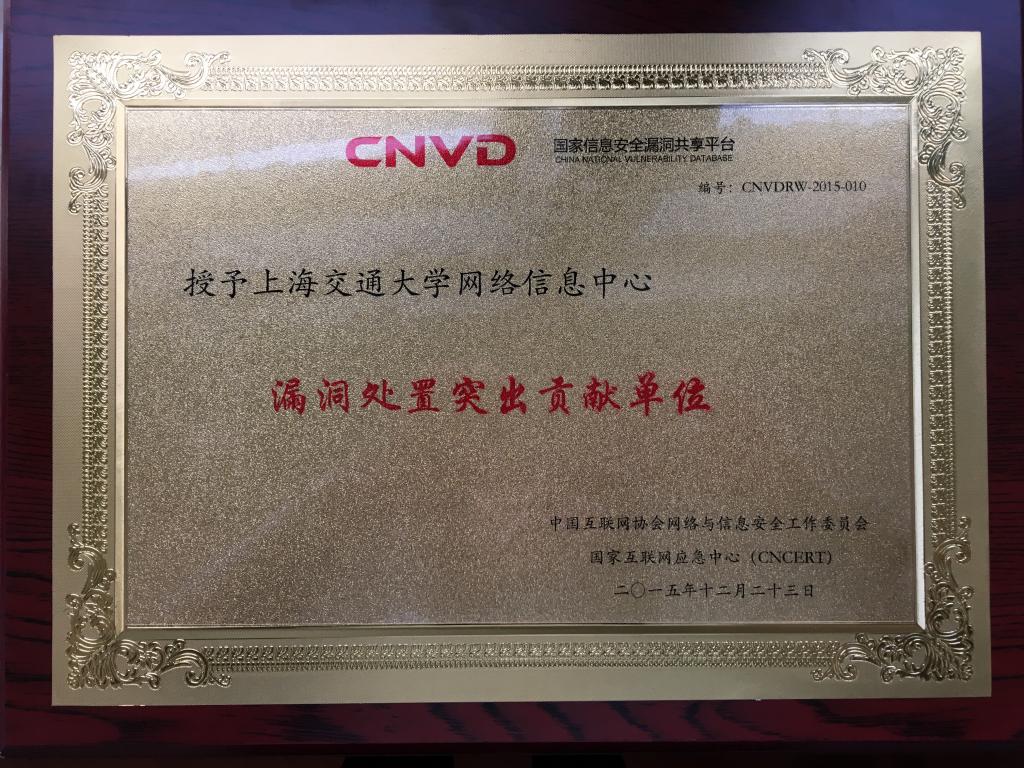 CNVD 国家信息安全漏洞共享平台
CHINA NATIONAL VULNERABILITY DATABASE
编号：CNVDRW-2015-010
授予上海交通大学网络信息中心
漏洞处置突出贡献单位
中国互联网协会网络与信息安全工作委员会
国家互联网应急中心（CNCERT）
二〇一五年十二月二十三日